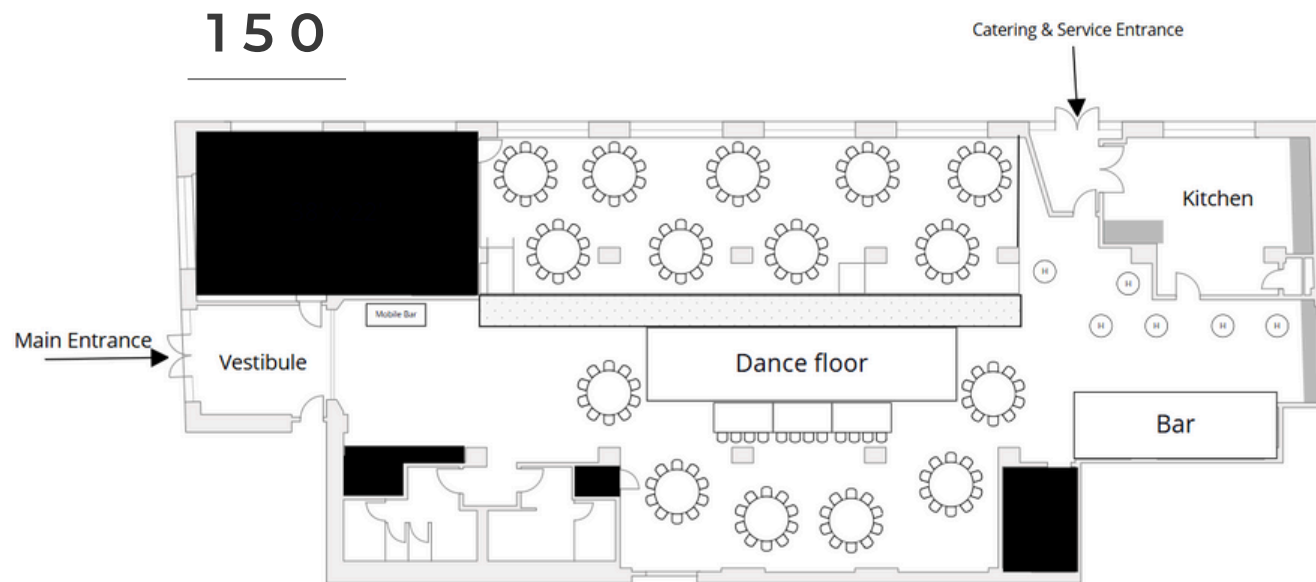 150
Catering & Service Entrance
Kitchen
H
H
Mobile Bar
H
H
H
H
Main Entrance
Vestibule
Dance floor
Bar